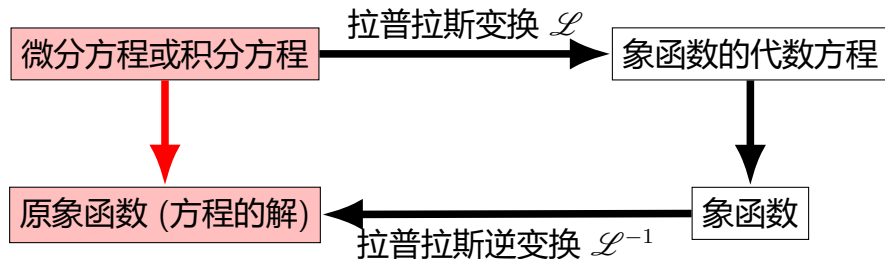 拉普拉斯变换 ℒ
微分方程或积分方程
象函数的代数方程
原象函数 (方程的解)
象函数
拉普拉斯逆变换 ℒ⁻¹